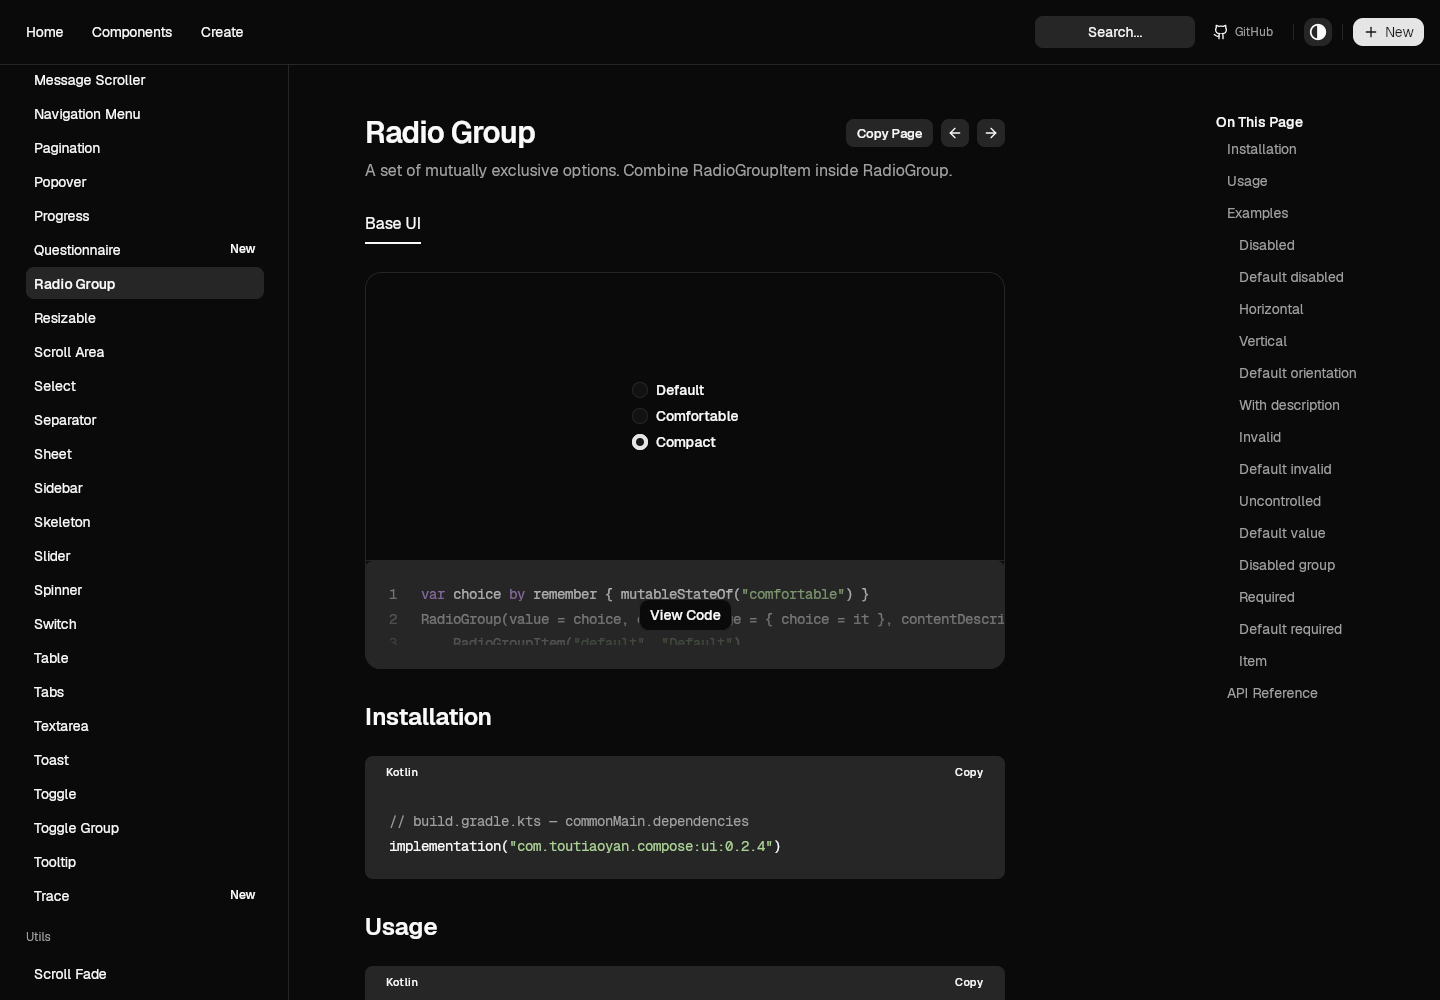 Home
Components
Create
Search...
GitHub
New
Message Scroller
Navigation Menu
Pagination
Popover
Progress
Questionnaire New
Radio Group
Resizable
Scroll Area
Select
Separator
Sheet
Sidebar
Skeleton
Slider
Spinner
Switch
Table
Tabs
Textarea
Toast
Toggle
Toggle Group
Tooltip
Trace New
Utils
Scroll Fade
Radio Group
Copy Page
A set of mutually exclusive options. Combine RadioGroupItem inside RadioGroup.
Base UI
Default
Comfortable
Compact
1 var choice by remember { mutableStateOf("comfortable") }
2 RadioGroup(value = choice, e = { choice = it }, contentDescri
3 RadioGroupItem("default", "Default")
View Code
Installation
Kotlin
Copy
// build.gradle.kts — commonMain.dependencies
implementation("com.toutiaoyan.compose:ui:0.2.4")
Usage
Kotlin
Copy
On This Page
Installation
Usage
Examples
Disabled
Default disabled
Horizontal
Vertical
Default orientation
With description
Invalid
Default invalid
Uncontrolled
Default value
Disabled group
Required
Default required
Item
API Reference